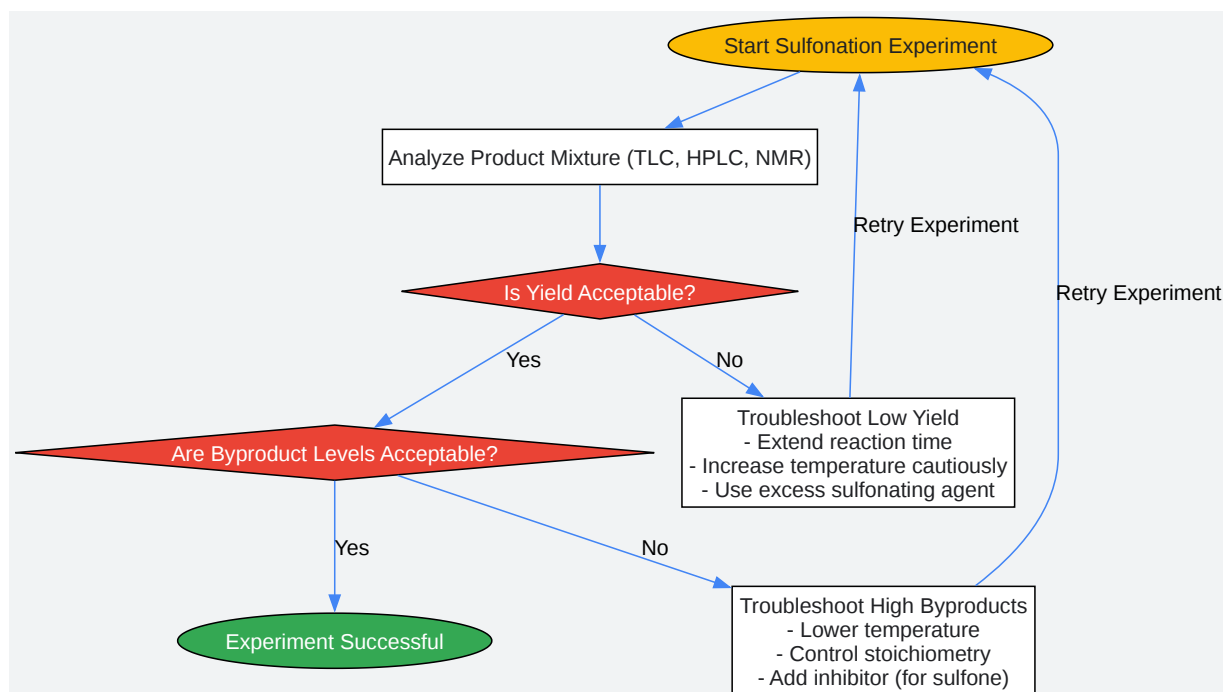 Start Sulfonation Experiment
Analyze Product Mixture (TLC, HPLC, NMR)
Retry Experiment
Is Yield Acceptable?
Retry Experiment
Yes
No
Troubleshoot Low Yield
- Extend reaction time
- Increase temperature cautiously
- Use excess sulfonating agent
Are Byproduct Levels Acceptable?
Yes
No
Troubleshoot High Byproducts
- Lower temperature
- Control stoichiometry
- Add inhibitor (for sulfone)
Experiment Successful